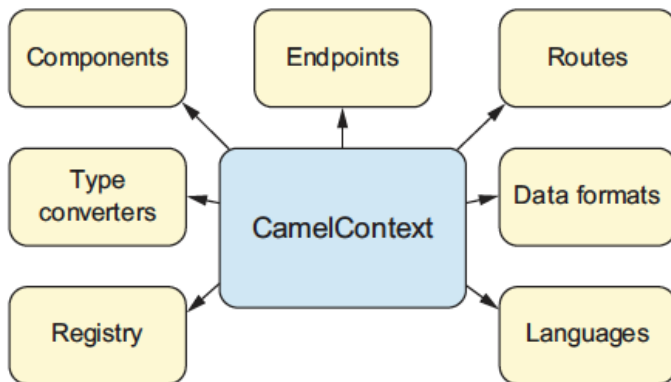 Components
Endpoints
Routes
Type
converters
CamelContext
Data formats
Registry
Languages